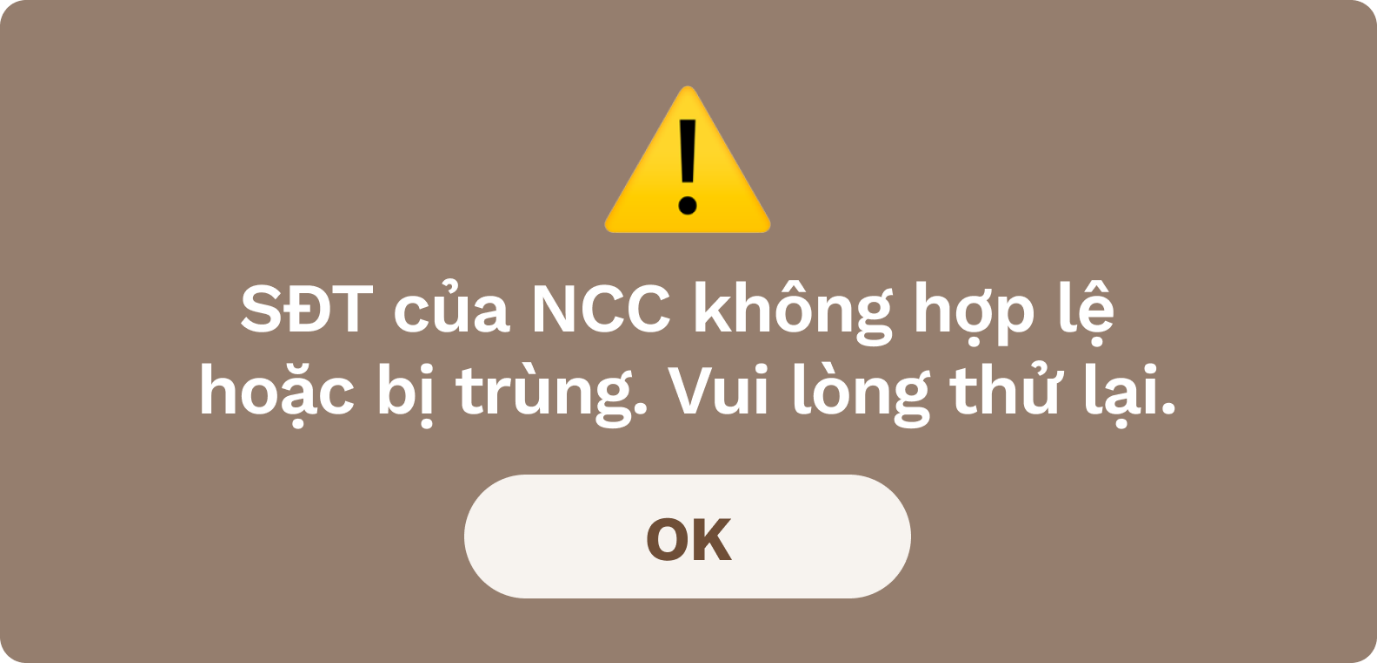 SĐT của NCC không hợp lệ
hoặc bị trùng. Vui lòng thử lại.
OK